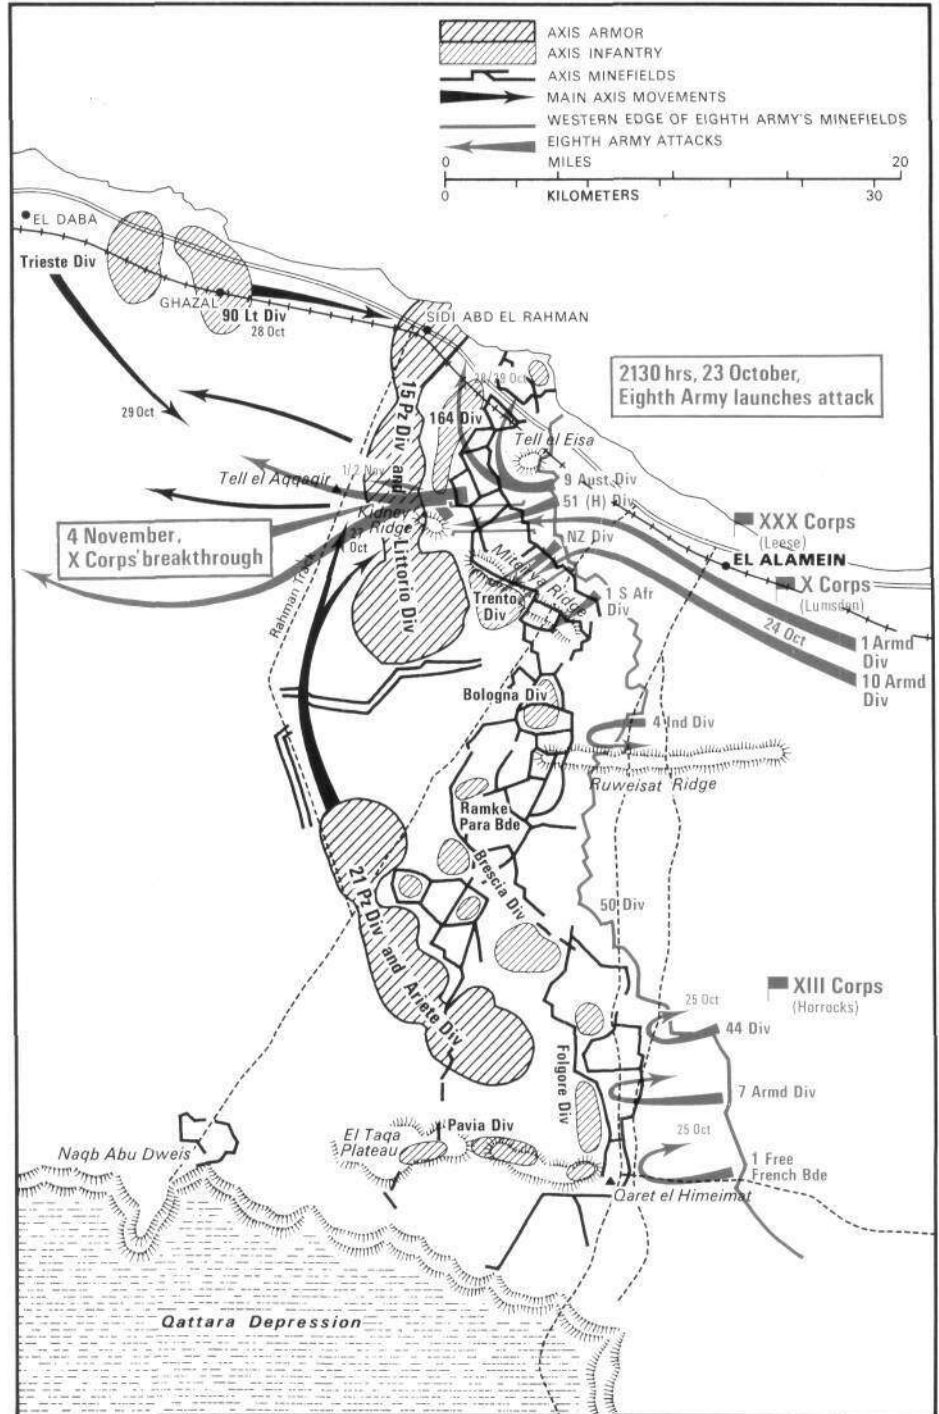 AXIS ARMOR
AXIS INFANTRY
AXIS MINEFIELDS
MAIN AXIS MOVEMENTS
WESTERN EDGE OF EIGHTH ARMY'S MINEFIELDS
EIGHTH ARMY ATTACKS
MILES
0 20
KILOMETERS
0 30
EL DABA
Trieste Div
GHAZAL
90 Lt Div
28 Oct
SIDI ABD EL RAHMAN
29 Oct
28/29 Oct
2130 hrs, 23 October,
Eighth Army launches attack
15 Pz Div and Littorio Div
164 Div
Tell el Eisa
Tell el Aqqaqir
1/2 Nov
9 Aust Div
51 (H) Div
Kidney
Ridge
27
Oct
4 November,
X Corps' breakthrough
NZ Div
XXX Corps
(Leese)
EL ALAMEIN
X Corps
(Lumsden)
Miteirya Ridge
Rahman Track
Trento
Div
1 S Afr
Div
24 Oct
1 Armd
Div
10 Armd
Div
Bologna Div
4 Ind Div
Ruweisat Ridge
Ramke
Para Bde
Brescia Div
21 Pz Div and Ariete Div
50 Div
XIII Corps
(Horrocks)
25 Oct
44 Div
Folgore Div
7 Armd Div
Pavia Div
El Taqa
Plateau
25 Oct
Naqb Abu Dweis
1 Free
French Bde
Qaret el Himeimat
Qattara Depression